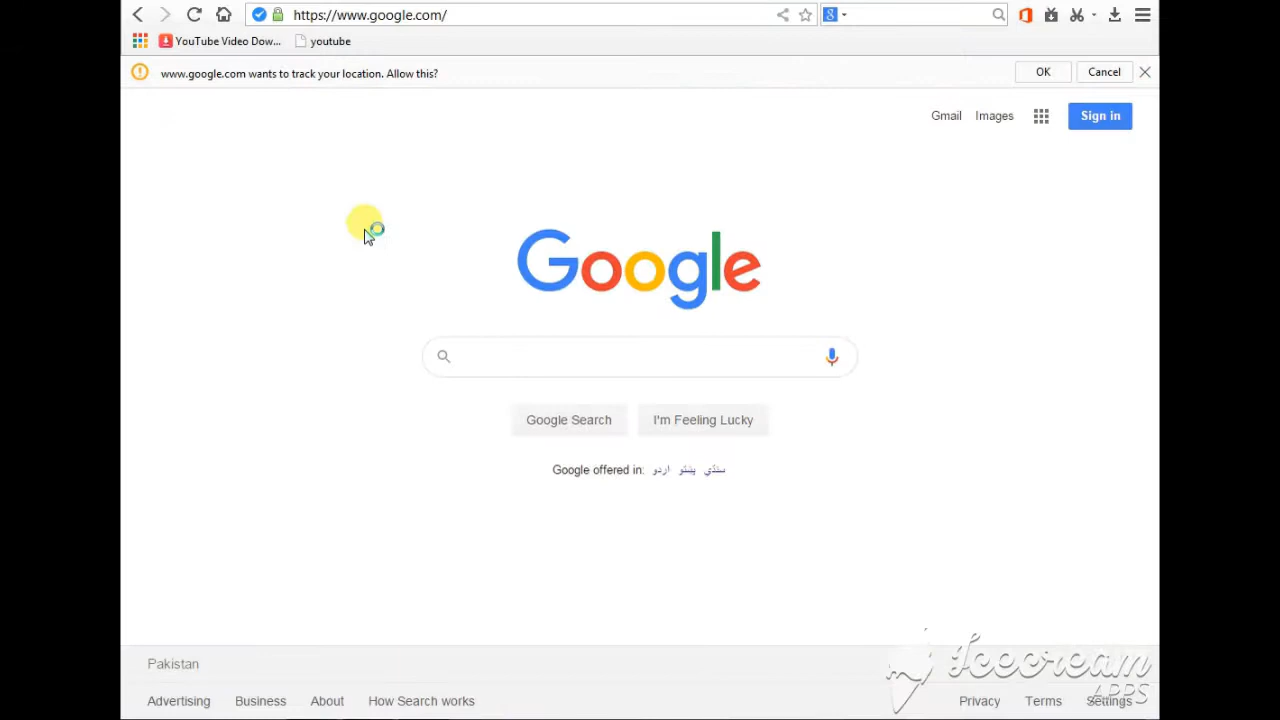 https://www.google.com/
YouTube Video Dow... youtube
www.google.com wants to track your location. Allow this? OK Cancel
Gmail Images Sign in
Google
Google Search I'm Feeling Lucky
Google offered in: اردو پښتو سنڌي
Pakistan
Icecream
APPS
Advertising Business About How Search works Privacy Terms Settings